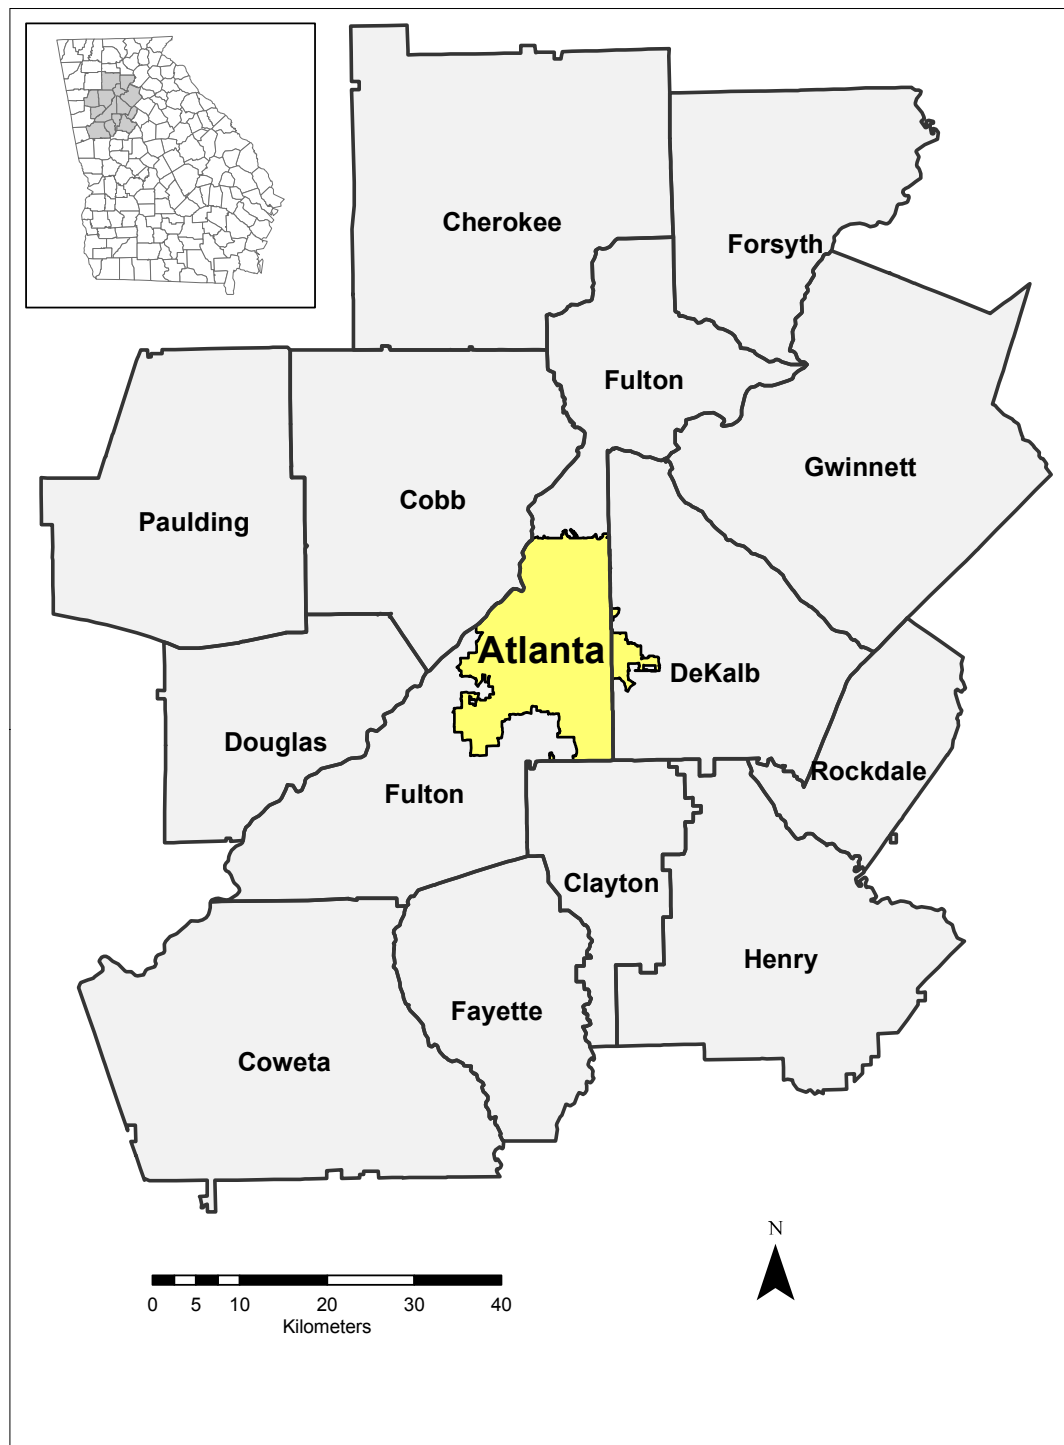 Cherokee
Forsyth
Fulton
Gwinnett
Cobb
Paulding
Atlanta
DeKalb
Douglas
Rockdale
Fulton
Clayton
Henry
Fayette
Coweta
N
0 5 10 20 30 40
Kilometers